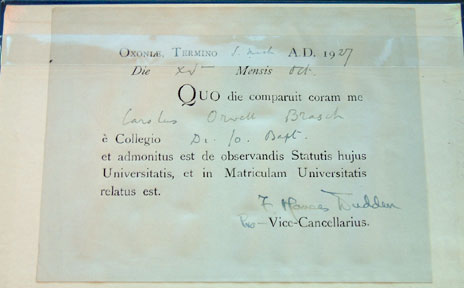 OXONIÆ, TERMINO S. Mich A.D. 1927
Die xvto Mensis Oct.
QUO die comparuit coram me
Carolus Orwell Brasch
è Collegio Di. Jo. Bapt.
et admonitus est de observandis Statutis hujus
Universitatis, et in Matriculam Universitatis
relatus est.
F Homes Dudden
Pro—Vice-Cancellarius.